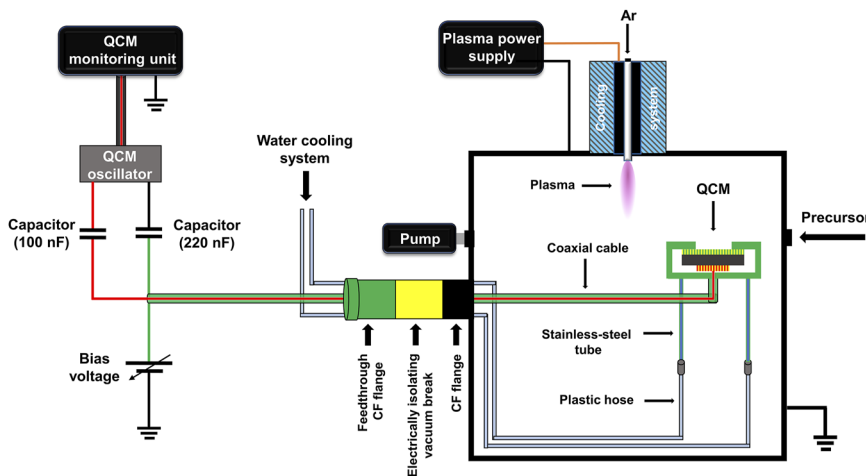 QCM
monitoring unit
Plasma power
supply
Ar
Cooling
system
QCM
oscillator
Water cooling
system
Plasma
QCM
Capacitor
(100 nF)
Capacitor
(220 nF)
Pump
Precursor
Coaxial cable
Bias
voltage
Stainless-steel
tube
Plastic hose
Feedthrough
CF flange
Electrically isolating
vacuum break
CF flange